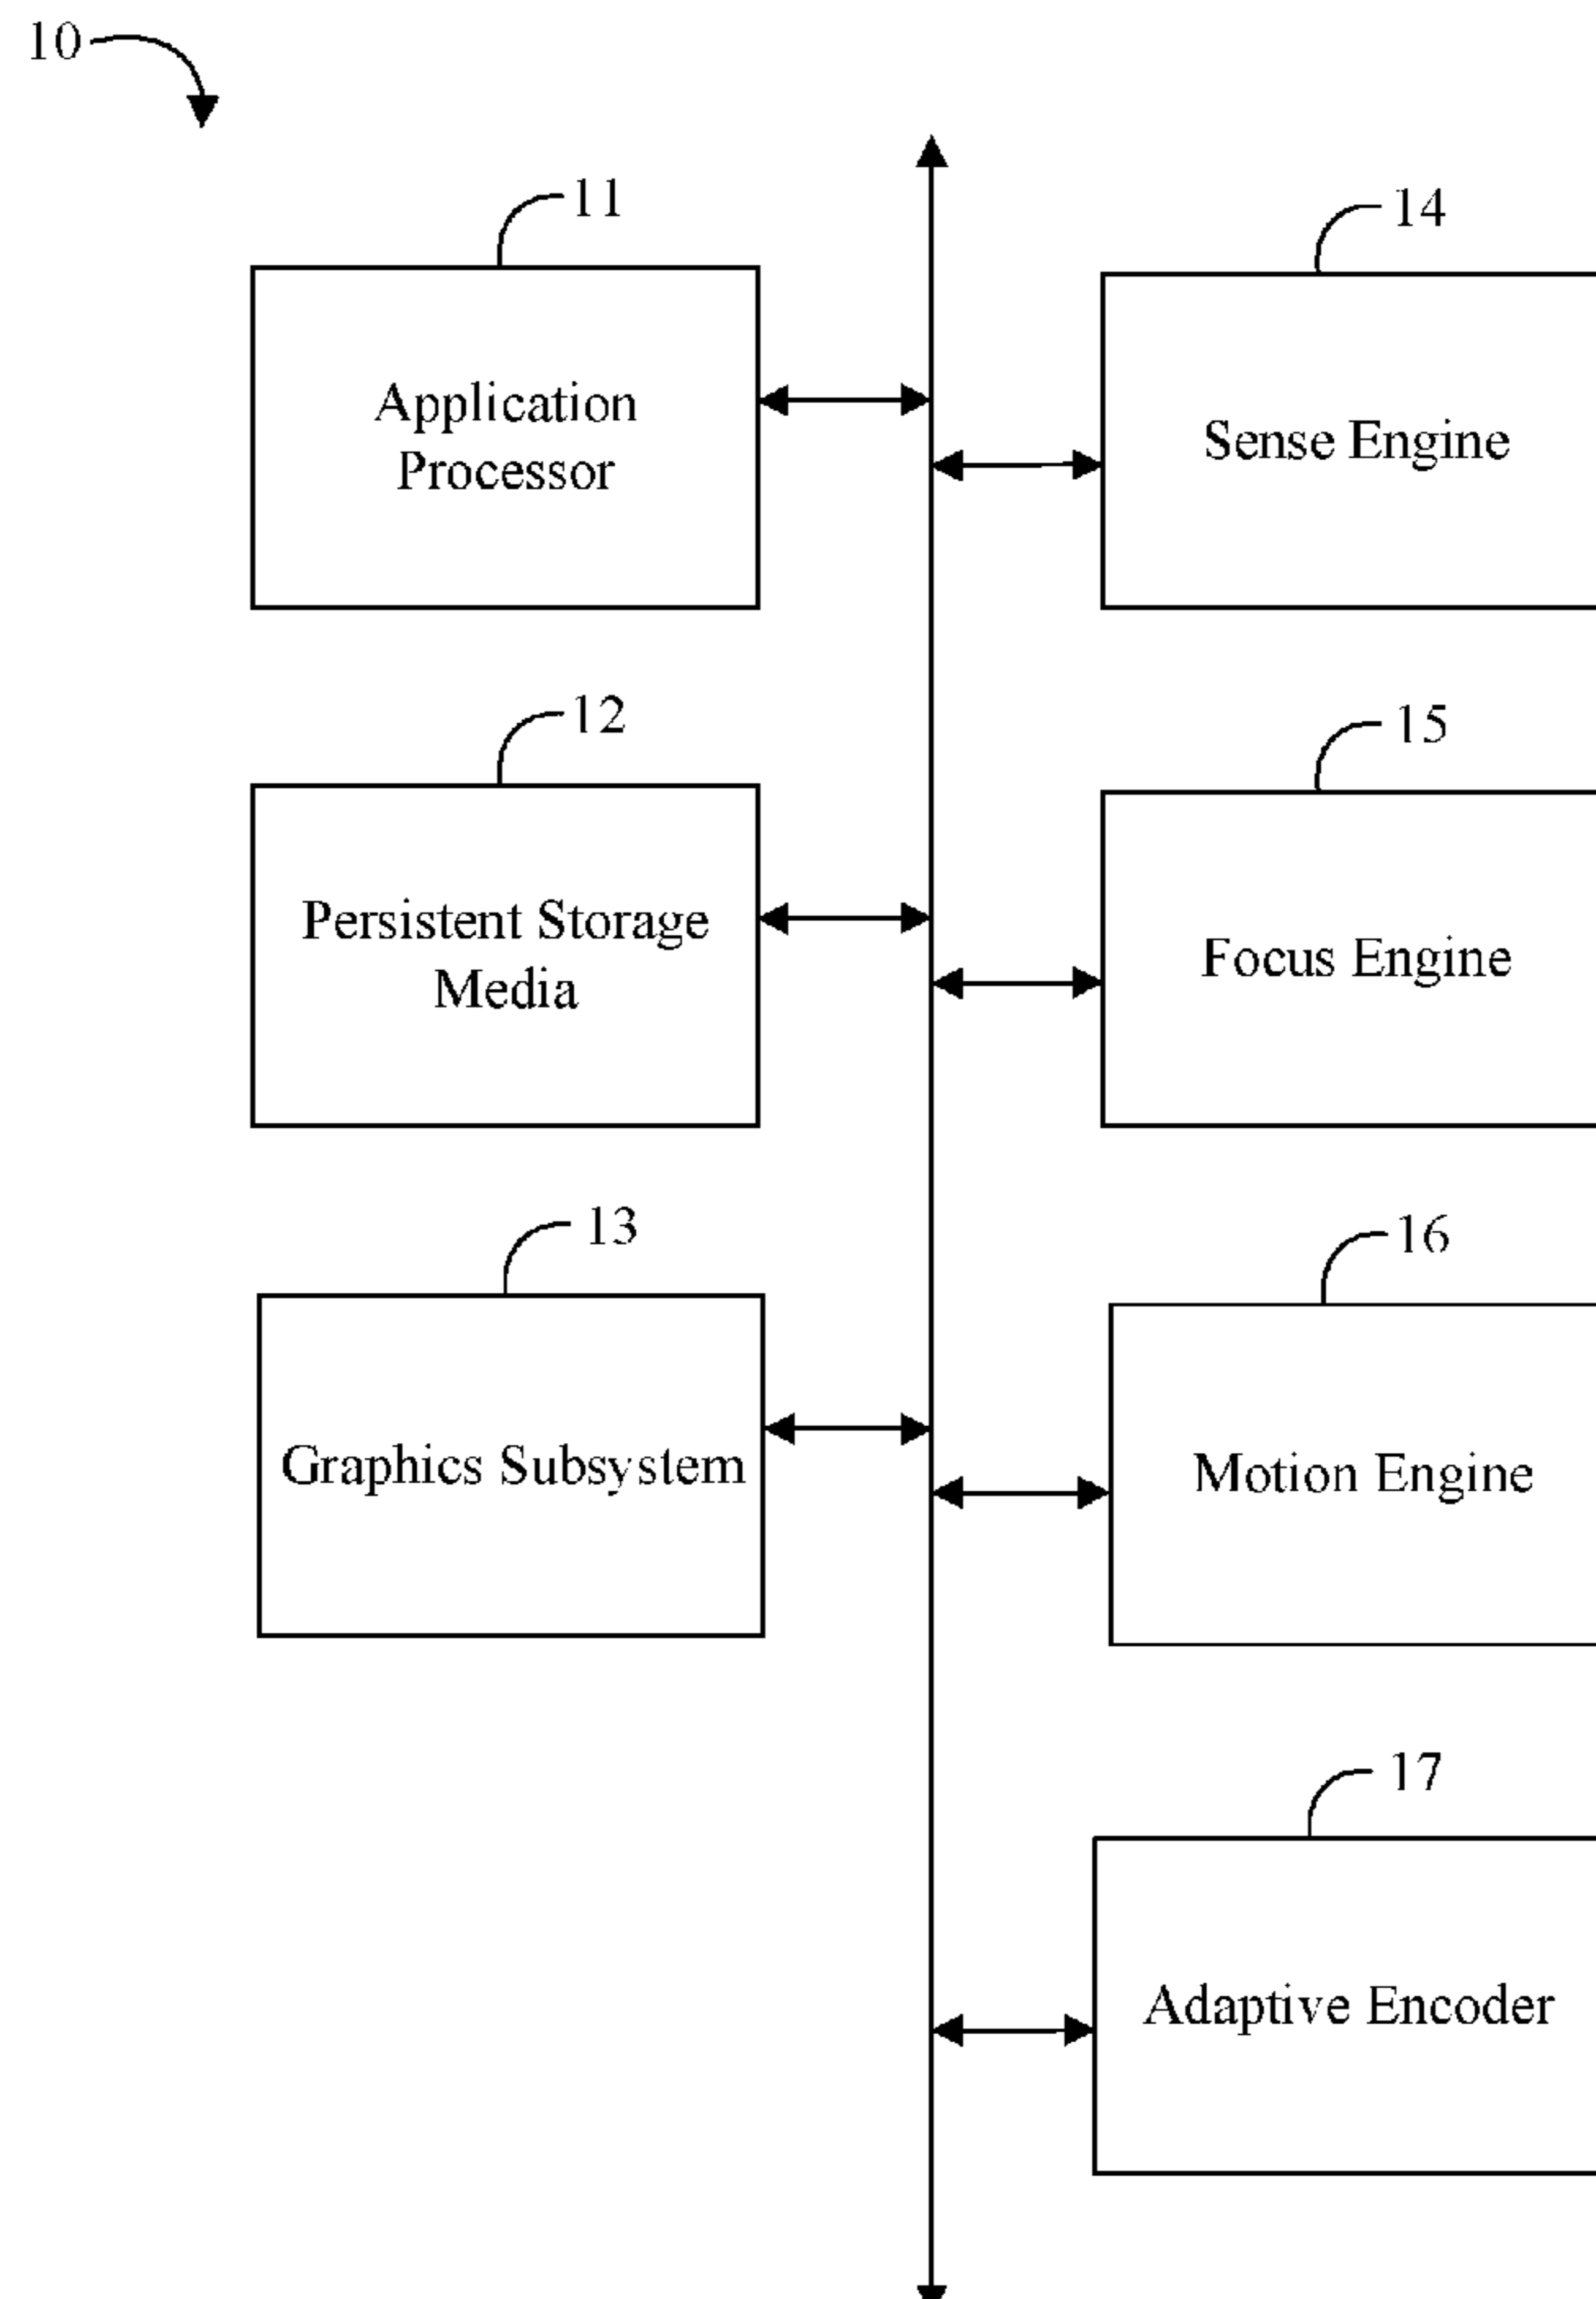 10
11
Application
Processor
12
Persistent Storage
Media
13
Graphics Subsystem
14
Sense Engine
15
Focus Engine
16
Motion Engine
17
Adaptive Encoder